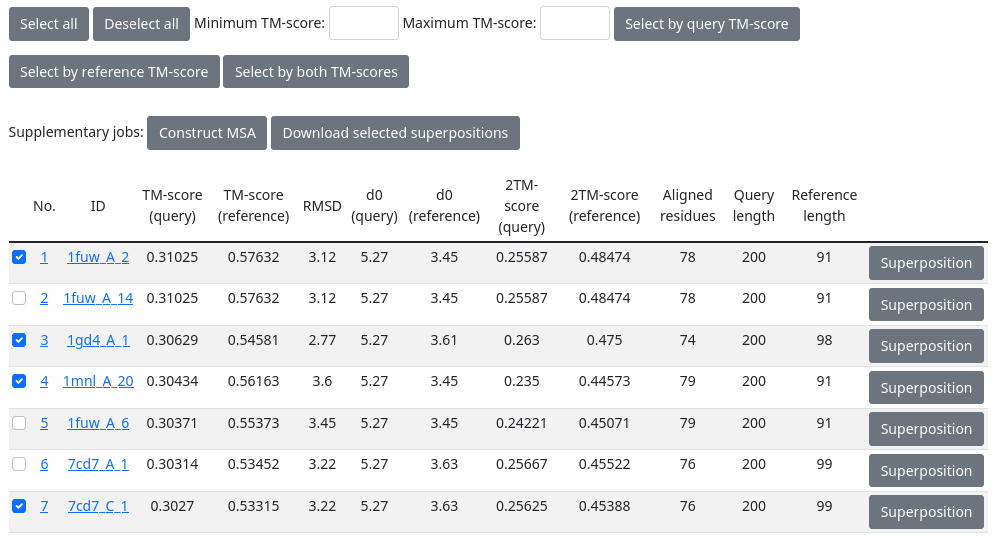 Select all Deselect all Minimum TM-score: Maximum TM-score: Select by query TM-score
Select by reference TM-score Select by both TM-scores
Supplementary jobs: Construct MSA Download selected superpositions
No. ID TM-score (query) TM-score (reference) RMSD d0 (query) d0 (reference) 2TM-score (query) 2TM-score (reference) Aligned residues Query length Reference length
1 1fuw_A_2 0.31025 0.57632 3.12 5.27 3.45 0.25587 0.48474 78 200 91 Superposition
2 1fuw_A_14 0.31025 0.57632 3.12 5.27 3.45 0.25587 0.48474 78 200 91 Superposition
3 1gd4_A_1 0.30629 0.54581 2.77 5.27 3.61 0.263 0.475 74 200 98 Superposition
4 1mnl_A_20 0.30434 0.56163 3.6 5.27 3.45 0.235 0.44573 79 200 91 Superposition
5 1fuw_A_6 0.30371 0.55373 3.45 5.27 3.45 0.24221 0.45071 79 200 91 Superposition
6 7cd7_A_1 0.30314 0.53452 3.22 5.27 3.63 0.25667 0.45522 76 200 99 Superposition
7 7cd7_C_1 0.3027 0.53315 3.22 5.27 3.63 0.25625 0.45388 76 200 99 Superposition